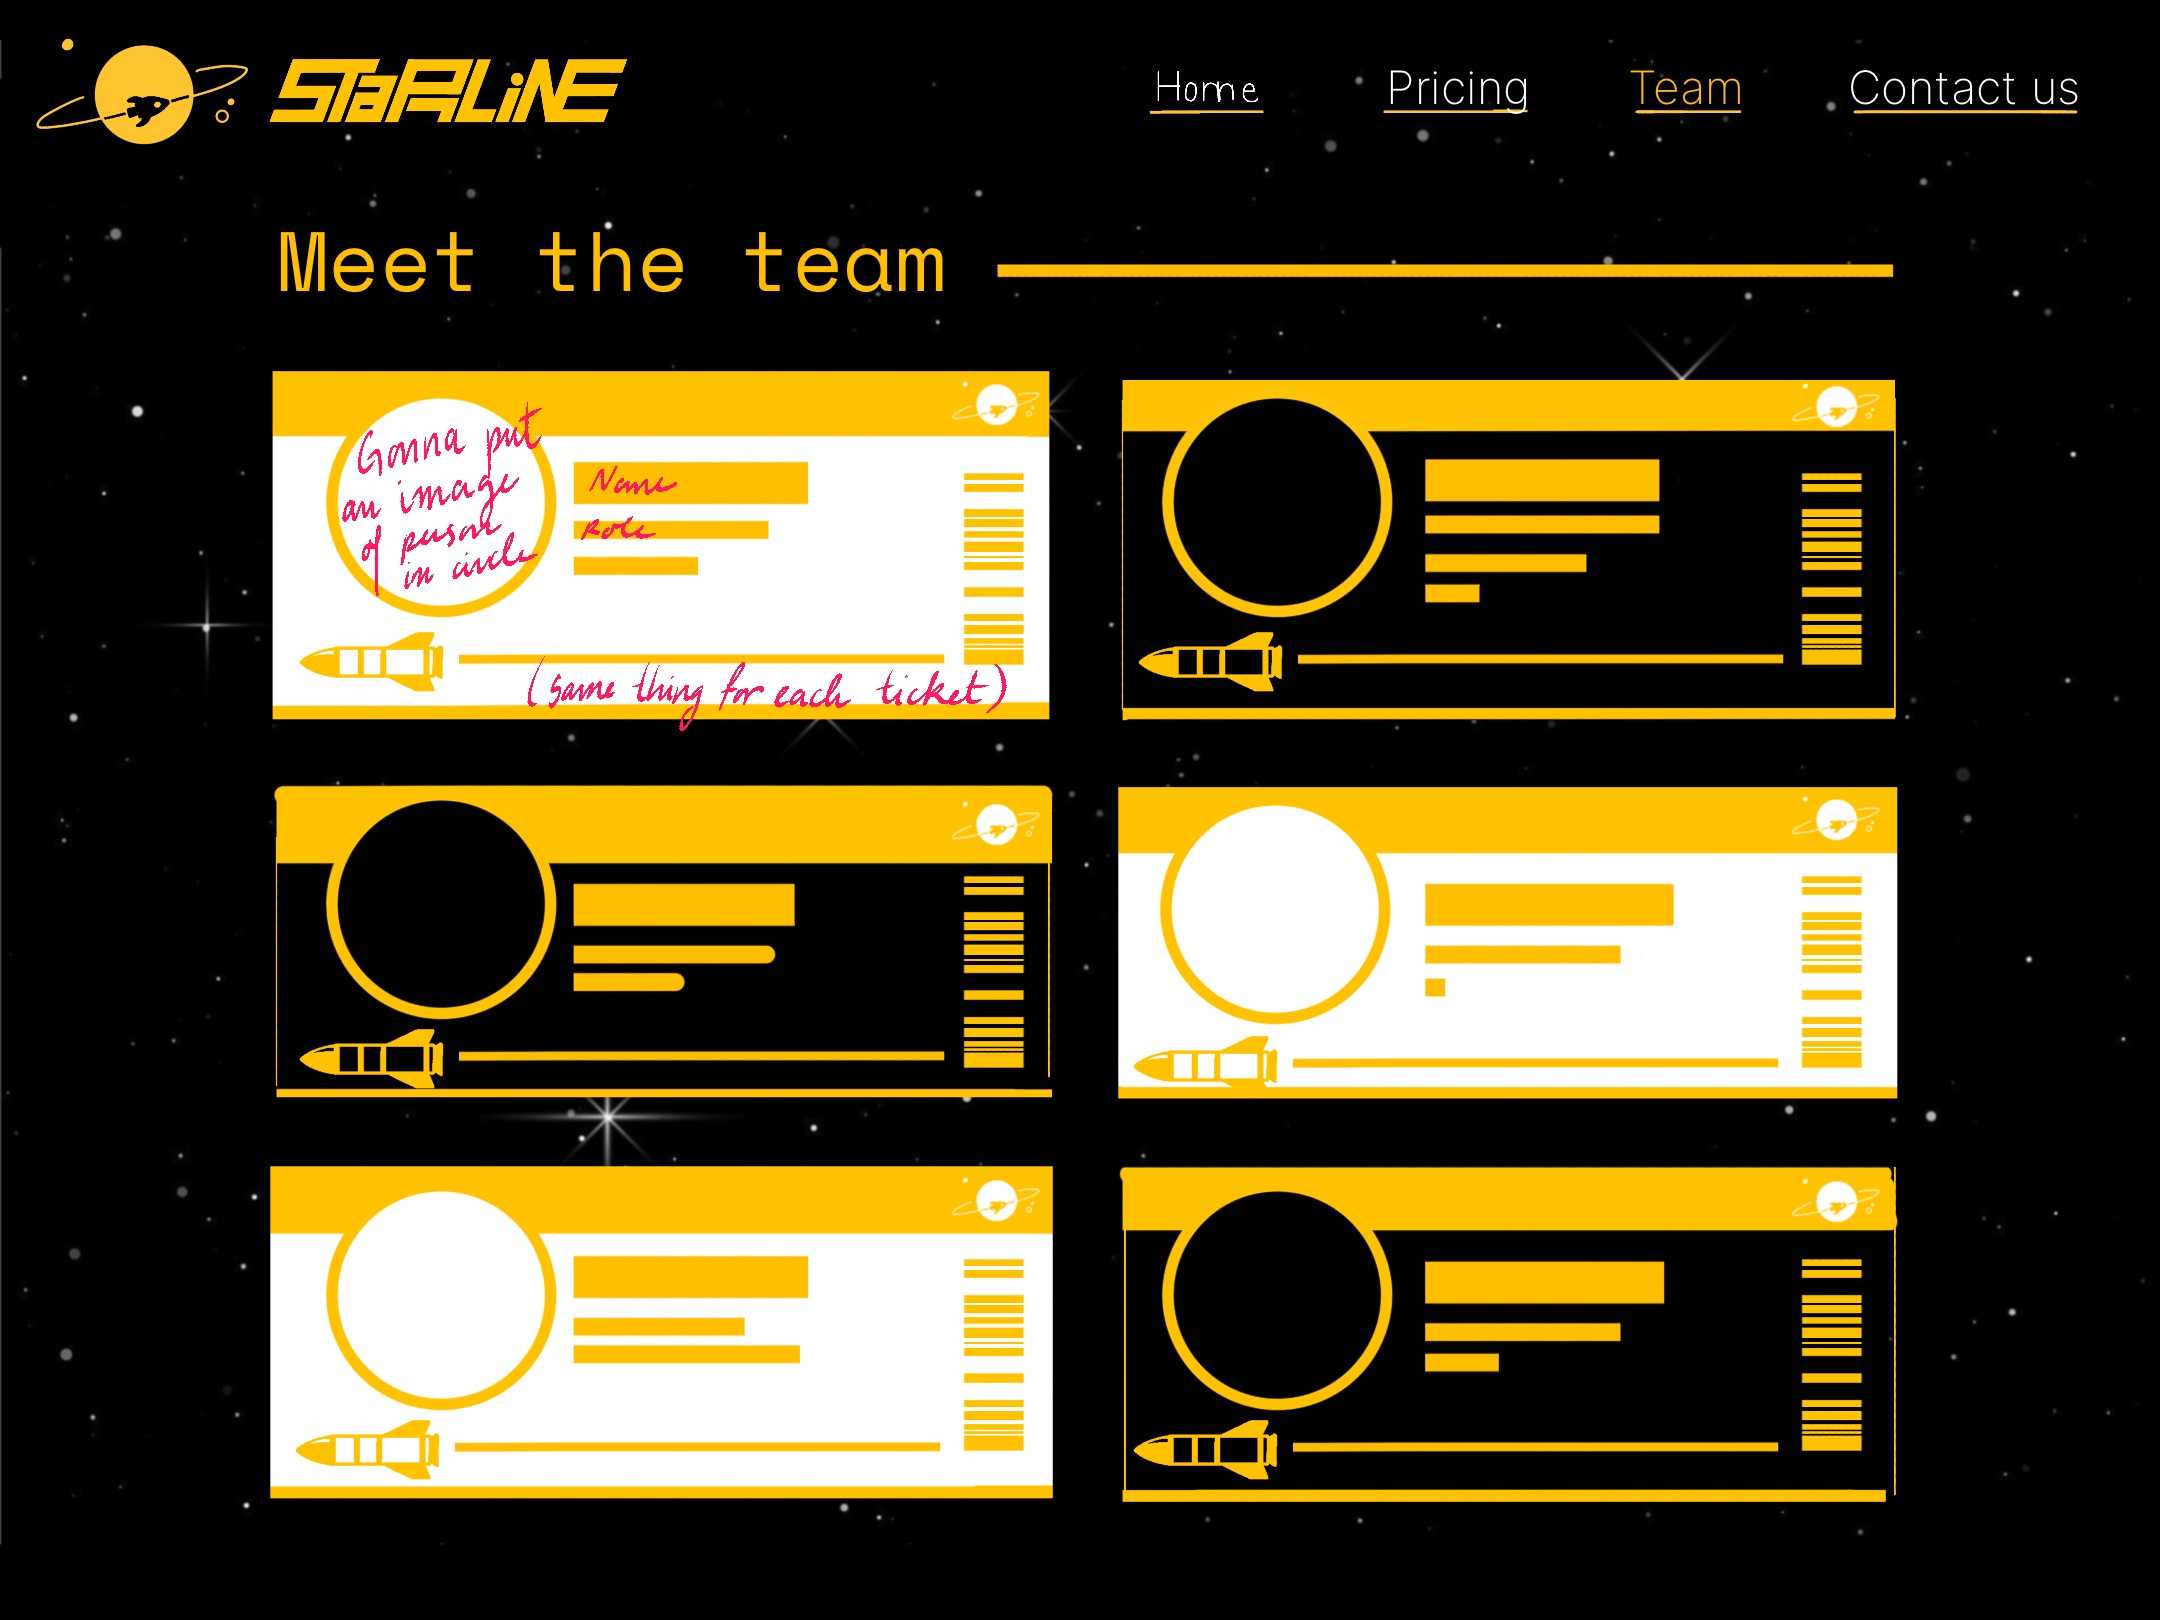 STaRLiNE
Home Pricing Team Contact us
Meet the team
Gonna put
an image
of person
in circle
Name
Role
(same thing for each ticket)